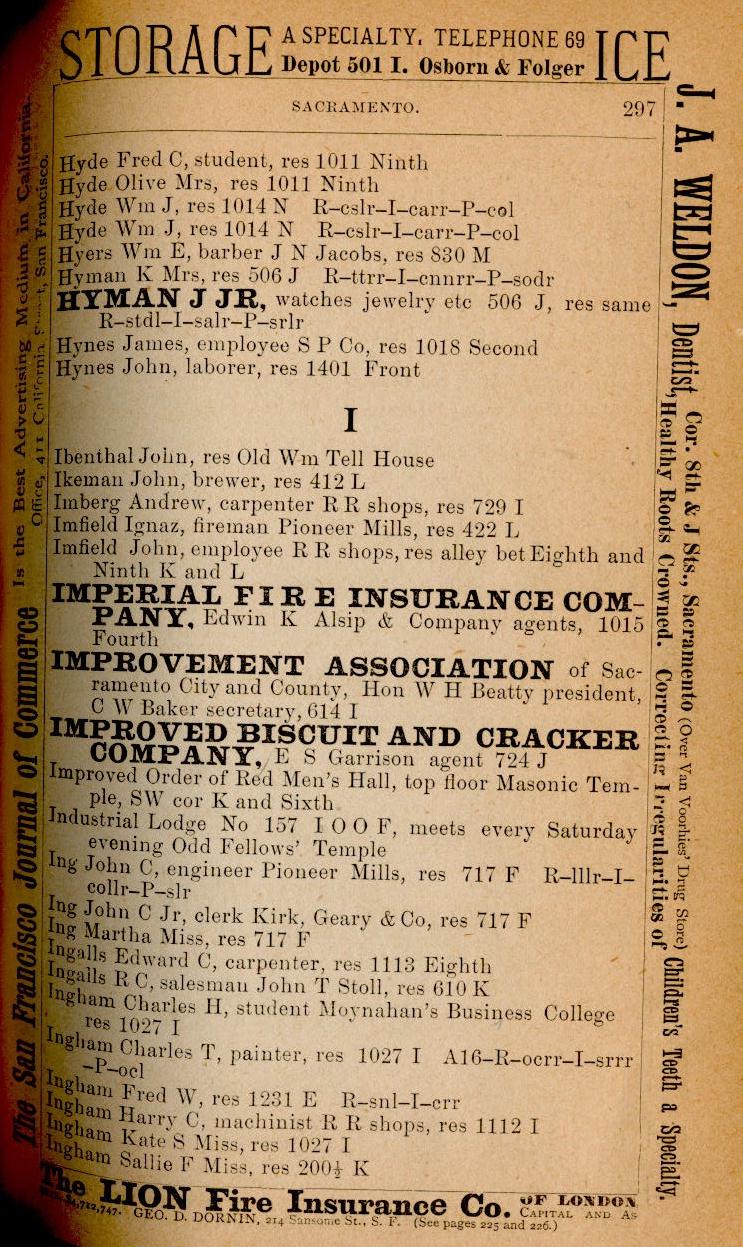 STORAGE A SPECIALTY. TELEPHONE 69 ICE
Depot 501 I. Osborn & Folger
SACRAMENTO. 297
Hyde Fred C, student, res 1011 Ninth
Hyde Olive Mrs, res 1011 Ninth
Hyde Wm J, res 1014 N R–cslr–I–carr–P–col
Hyde Wm J, res 1014 N R–cslr–I–carr–P–col
Hyers Wm E, barber J N Jacobs, res 830 M
Hyman K Mrs, res 506 J R–ttrr–I–cnnrr–P–sodr
HYMAN J JR, watches jewelry etc 506 J, res same
R–stdl–I–salr–P–srlr
Hynes James, employee S P Co, res 1018 Second
Hynes John, laborer, res 1401 Front
I
Ibenthal John, res Old Wm Tell House
Ikeman John, brewer, res 412 L
Imberg Andrew, carpenter R R shops, res 729 I
Imfield Ignaz, fireman Pioneer Mills, res 422 L
Imfield John, employee R R shops, res alley bet Eighth and
Ninth K and L
IMPERIAL FIRE INSURANCE COM-
PANY, Edwin K Alsip & Company agents, 1015
Fourth
IMPROVEMENT ASSOCIATION of Sac-
ramento City and County, Hon W H Beatty president,
C W Baker secretary, 614 I
IMPROVED BISCUIT AND CRACKER
COMPANY, E S Garrison agent 724 J
Improved Order of Red Men's Hall, top floor Masonic Tem-
ple, SW cor K and Sixth
Industrial Lodge No 157 I O O F, meets every Saturday
evening Odd Fellows' Temple
Ing John C, engineer Pioneer Mills, res 717 F R–lllr–I–
collr–P–slr
Ing John C Jr, clerk Kirk, Geary & Co, res 717 F
Ing Martha Miss, res 717 F
Ingalls Edward C, carpenter, res 1113 Eighth
Ingalls R C, salesman John T Stoll, res 610 K
Ingham Charles H, student Moynahan's Business College
res 1027 I
Ingham Charles T, painter, res 1027 I A16–R–ocrr–I–srrr
–P–ocl
Ingham Fred W, res 1231 E R–snl–I–crr
Ingham Harry C, machinist R R shops, res 1112 I
Ingham Kate S Miss, res 1027 I
Ingham Sallie F Miss, res 200½ K
The LION Fire Insurance Co. OF LONDON
CAPITAL AND AS
$4,712,747. GEO. D. DORNIN, 214 Sansome St., S. F. (See pages 225 and 226.)
J. A. WELDON, Dentist, Cor. 8th & J Sts., Sacramento (Over Van Voorhies' Drug Store)
Healthy Roots Crowned. Correcting Irregularities of Children's Teeth a Specialty.
The San Francisco Journal of Commerce Is the Best Advertising Medium in California.
Office, 411 California San Francisco.